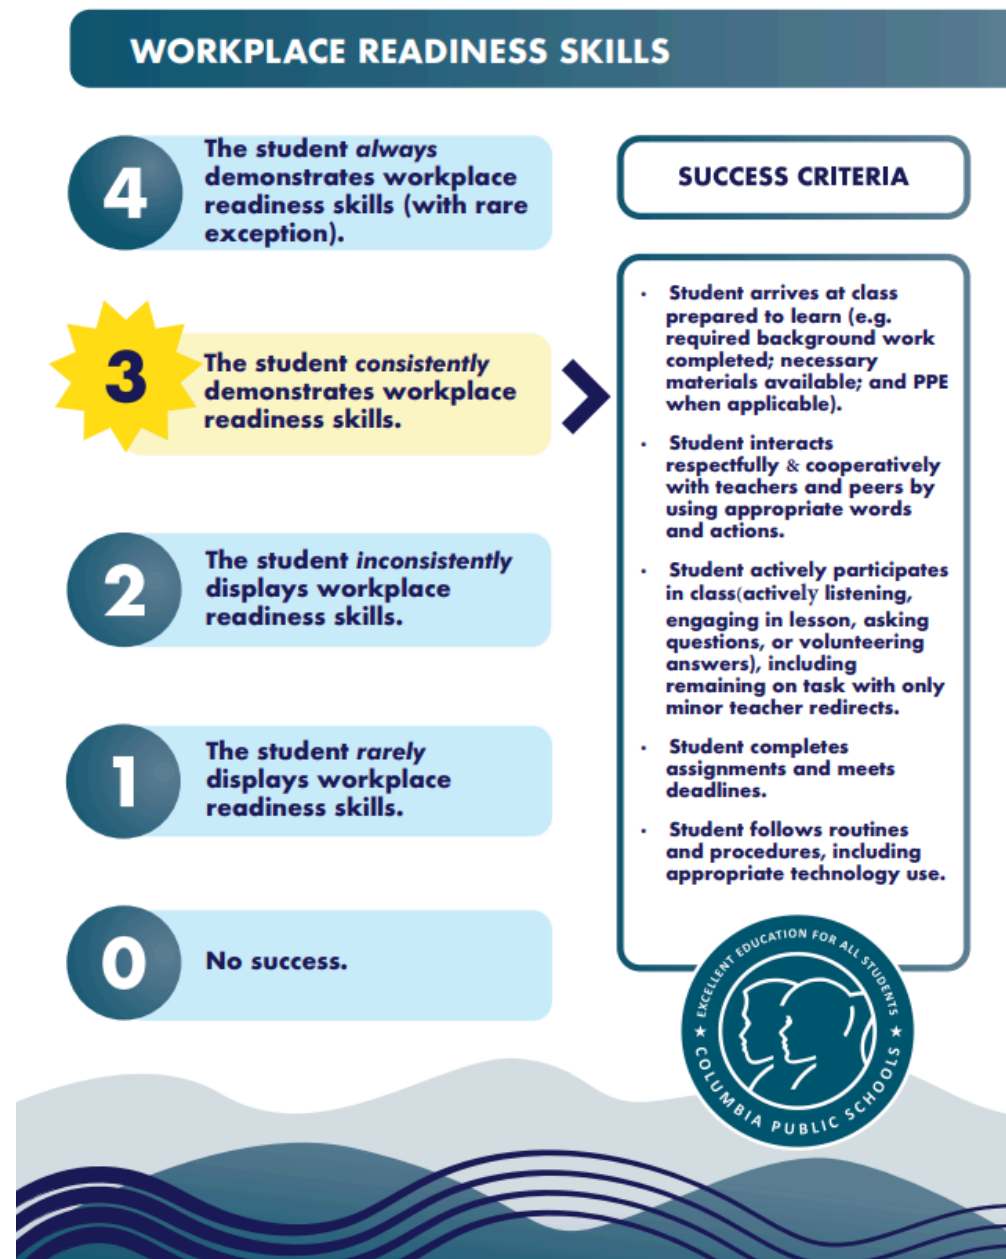 WORKPLACE READINESS SKILLS
4
The student always
demonstrates workplace
readiness skills (with rare
exception).
3
The student consistently
demonstrates workplace
readiness skills.
2
The student inconsistently
displays workplace
readiness skills.
1
The student rarely
displays workplace
readiness skills.
0
No success.
SUCCESS CRITERIA
• Student arrives at class
prepared to learn (e.g.
required background work
completed; necessary
materials available; and PPE
when applicable).
• Student interacts
respectfully & cooperatively
with teachers and peers by
using appropriate words
and actions.
• Student actively participates
in class(actively listening,
engaging in lesson, asking
questions, or volunteering
answers), including
remaining on task with only
minor teacher redirects.
• Student completes
assignments and meets
deadlines.
• Student follows routines
and procedures, including
appropriate technology use.
EXCELLENT EDUCATION FOR ALL STUDENTS
★ COLUMBIA PUBLIC SCHOOLS ★